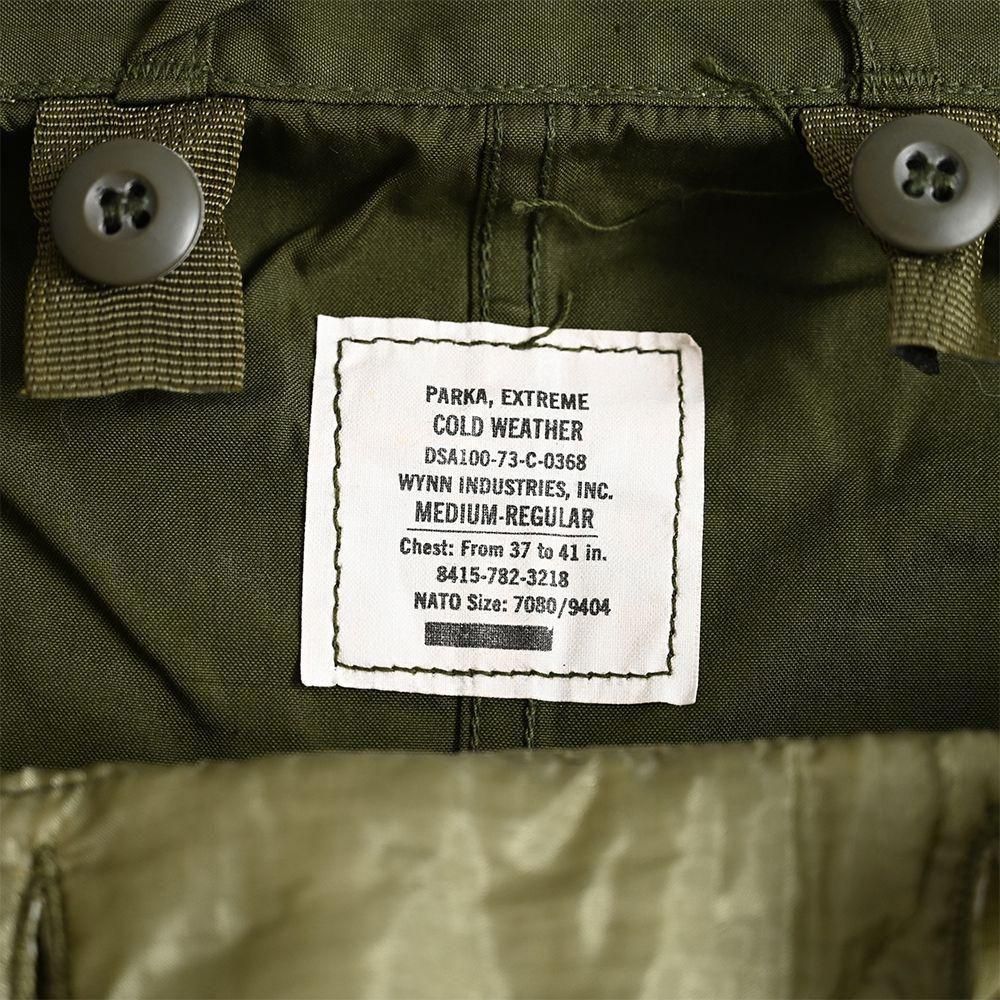 PARKA, EXTREME
COLD WEATHER
DSA100-73-C-0368
WYNN INDUSTRIES, INC.
MEDIUM-REGULAR
Chest: From 37 to 41 in.
8415-782-3218
NATO Size: 7080/9404